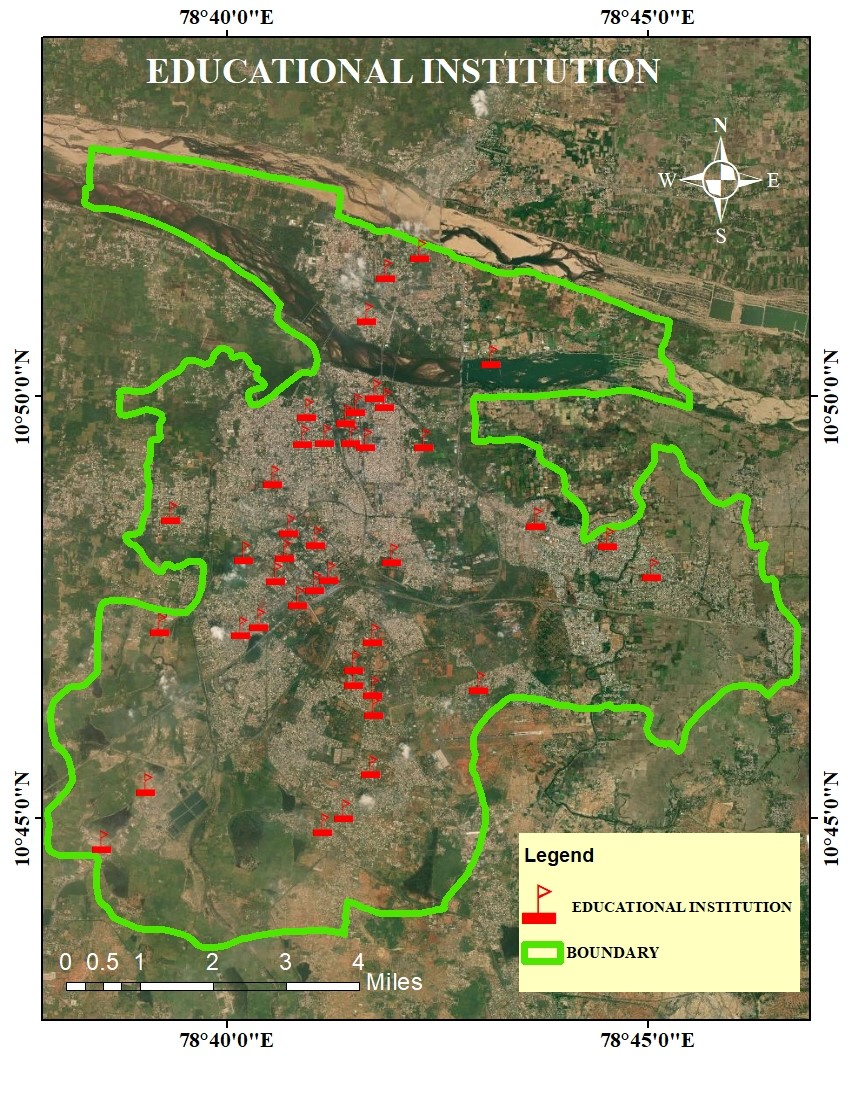 78°40'0"E 78°45'0"E
EDUCATIONAL INSTITUTION
N
W E
S
10°50'0"N 10°50'0"N
10°45'0"N 10°45'0"N
Legend
EDUCATIONAL INSTITUTION
BOUNDARY
0 0.5 1 2 3 4
Miles
78°40'0"E 78°45'0"E